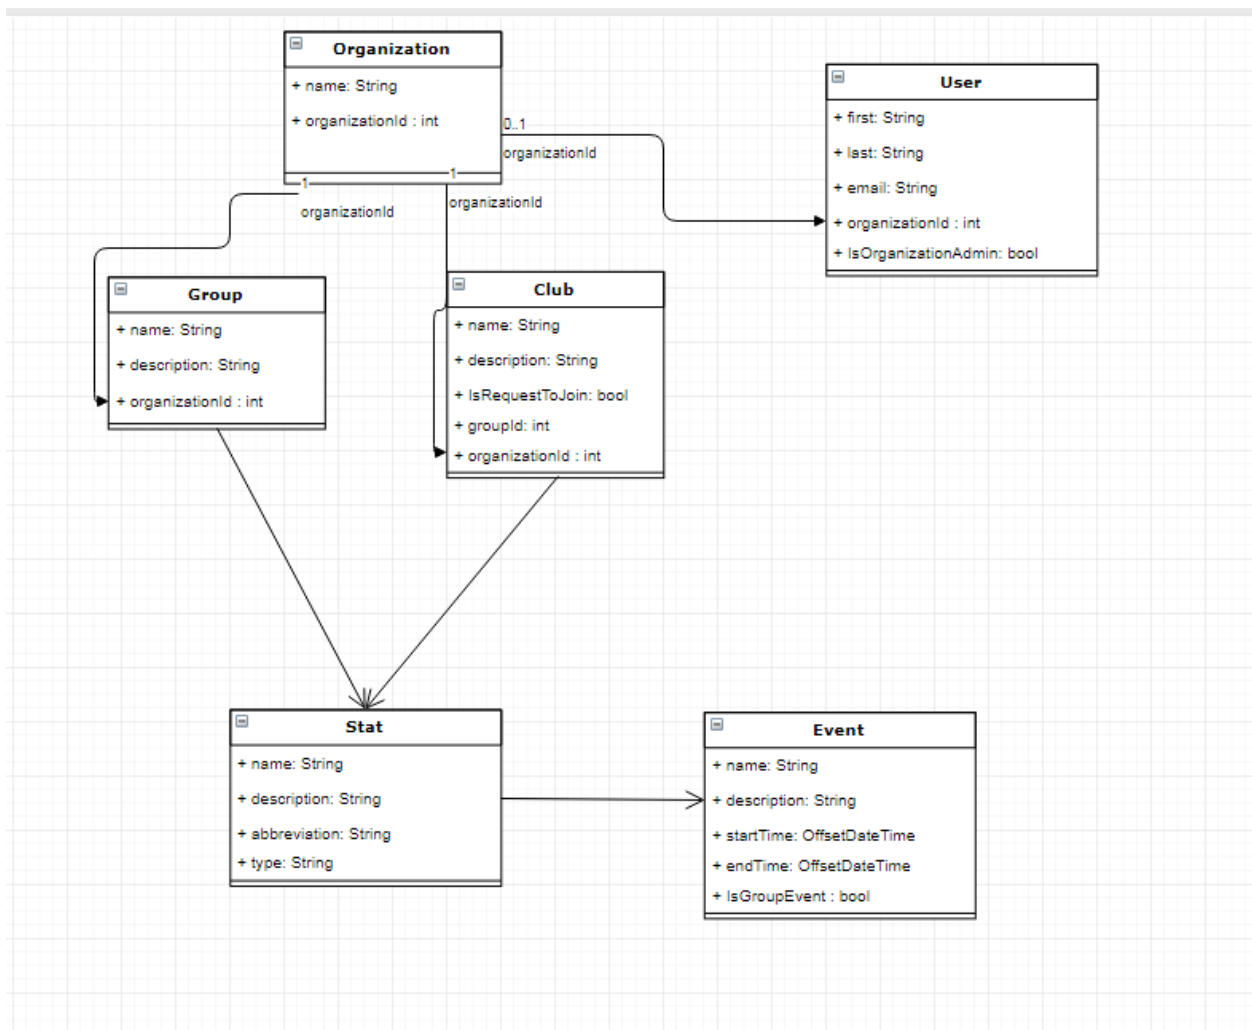 Organization
+ name: String
+ organizationId : int
0..1
organizationId
1
organizationId
1
organizationId
User
+ first: String
+ last: String
+ email: String
+ organizationId : int
+ IsOrganizationAdmin: bool
Group
+ name: String
+ description: String
+ organizationId : int
Club
+ name: String
+ description: String
+ IsRequestToJoin: bool
+ groupId: int
+ organizationId : int
Stat
+ name: String
+ description: String
+ abbreviation: String
+ type: String
Event
+ name: String
+ description: String
+ startTime: OffsetDateTime
+ endTime: OffsetDateTime
+ IsGroupEvent : bool